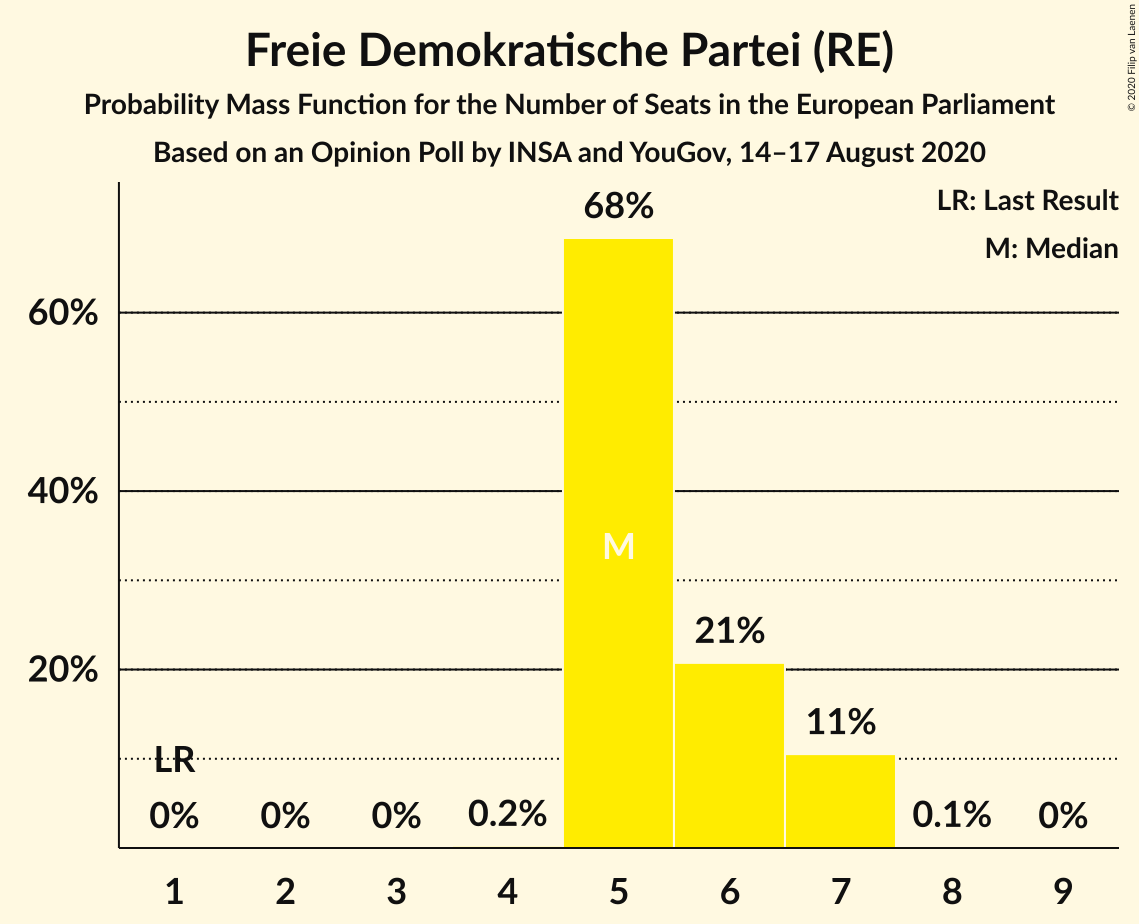 Freie Demokratische Partei (RE)
Probability Mass Function for the Number of Seats in the European Parliament
Based on an Opinion Poll by INSA and YouGov, 14–17 August 2020
© 2020 Filip van Laenen
LR: Last Result
M: Median
68%
60%
40%
M
21%
20%
11%
LR
0%
0%
0%
0.2%
0.1%
0%
1 2 3 4 5 6 7 8 9